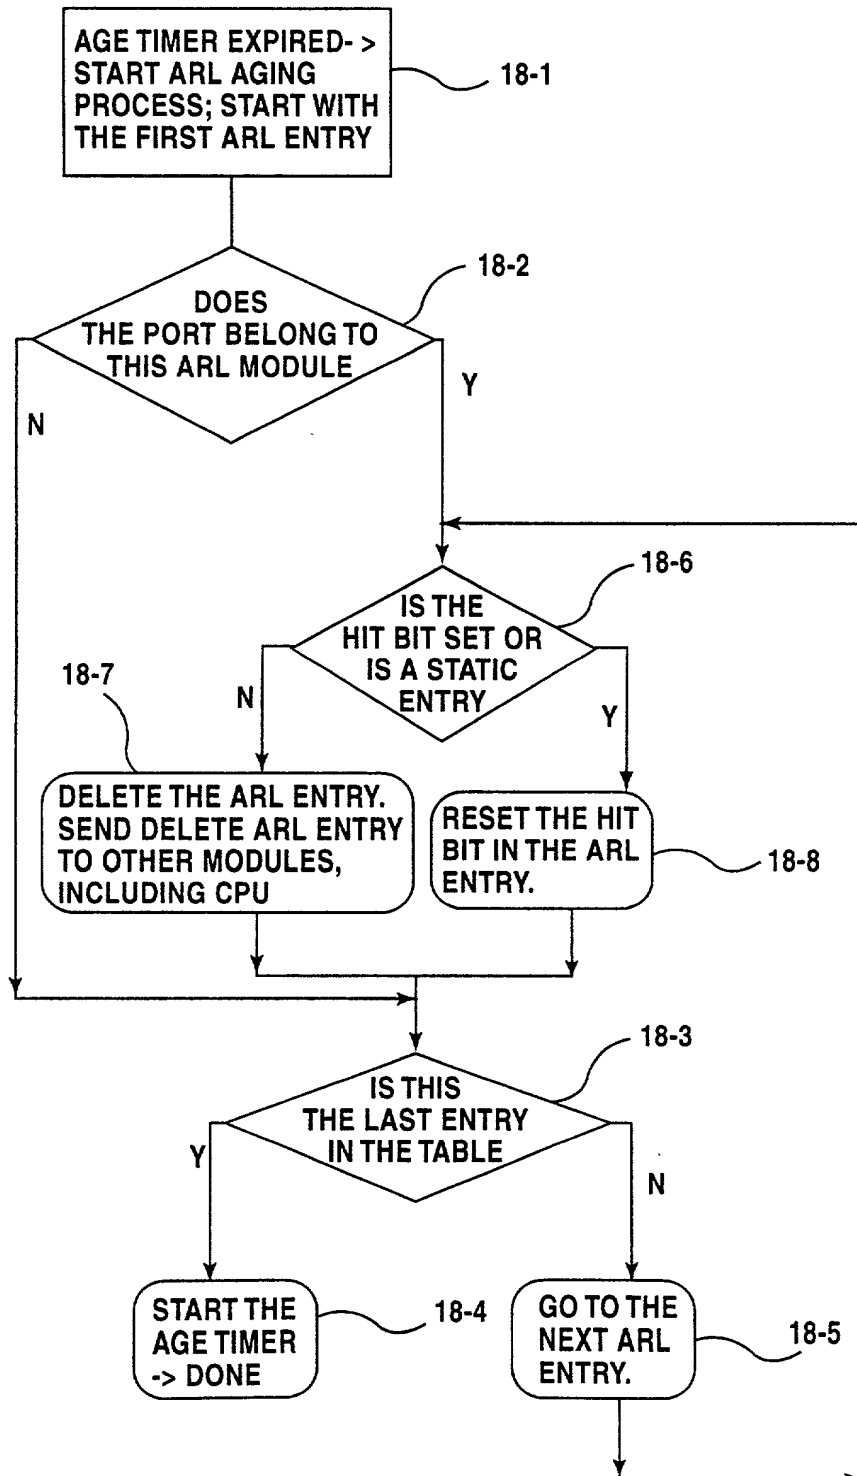 AGE TIMER EXPIRED- >
START ARL AGING
PROCESS; START WITH
THE FIRST ARL ENTRY
18-1
18-2
DOES
THE PORT BELONG TO
THIS ARL MODULE
Y
N
18-6
IS THE
HIT BIT SET OR
IS A STATIC
ENTRY
18-7
N
Y
DELETE THE ARL ENTRY.
SEND DELETE ARL ENTRY
TO OTHER MODULES,
INCLUDING CPU
RESET THE HIT
BIT IN THE ARL
ENTRY.
18-8
18-3
IS THIS
THE LAST ENTRY
IN THE TABLE
Y
N
START THE
AGE TIMER
-> DONE
18-4
GO TO THE
NEXT ARL
ENTRY.
18-5